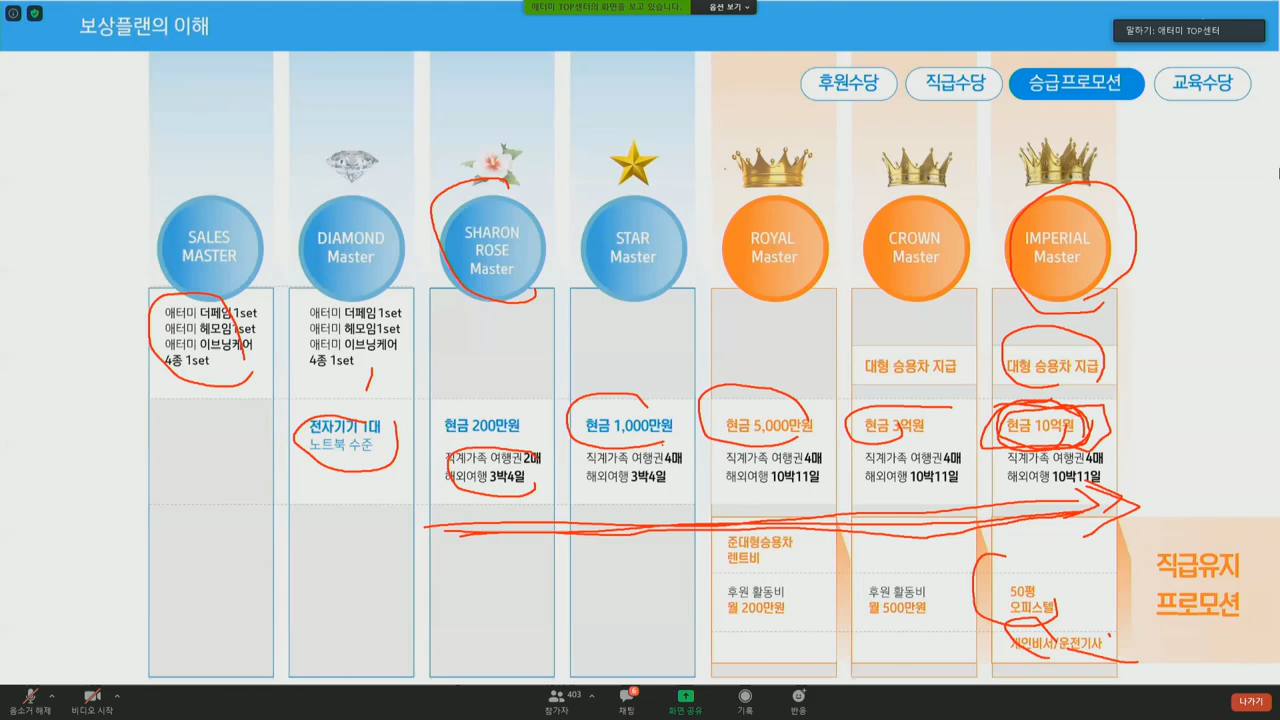 애터미 TOP센터의 화면을 보고 있습니다.
옵션 보기
보상플랜의 이해
말하기: 애터미 TOP센터
후원수당
직급수당
승급프로모션
교육수당
SALES
MASTER
DIAMOND
Master
SHARON
ROSE
Master
STAR
Master
ROYAL
Master
CROWN
Master
IMPERIAL
Master
애터미 더페임 1set
애터미 헤모임 1set
애터미 이브닝케어
4종 1set
애터미 더페임 1set
애터미 헤모임 1set
애터미 이브닝케어
4종 1set
대형 승용차 지급
대형 승용차 지급
전자기기 1대
노트북 수준
현금 200만원
직계가족 여행권 2매
해외여행 3박4일
현금 1,000만원
직계가족 여행권 4매
해외여행 3박4일
현금 5,000만원
직계가족 여행권 4매
해외여행 10박11일
현금 3억원
직계가족 여행권 4매
해외여행 10박11일
현금 10억원
직계가족 여행권 4매
해외여행 10박11일
준대형승용차
렌트비
후원 활동비
월 200만원
후원 활동비
월 500만원
50평
오피스텔
개인비서/운전기사
직급유지
프로모션
음소거 해제
비디오 시작
403
참가자
6
채팅
화면 공유
기록
반응
나가기